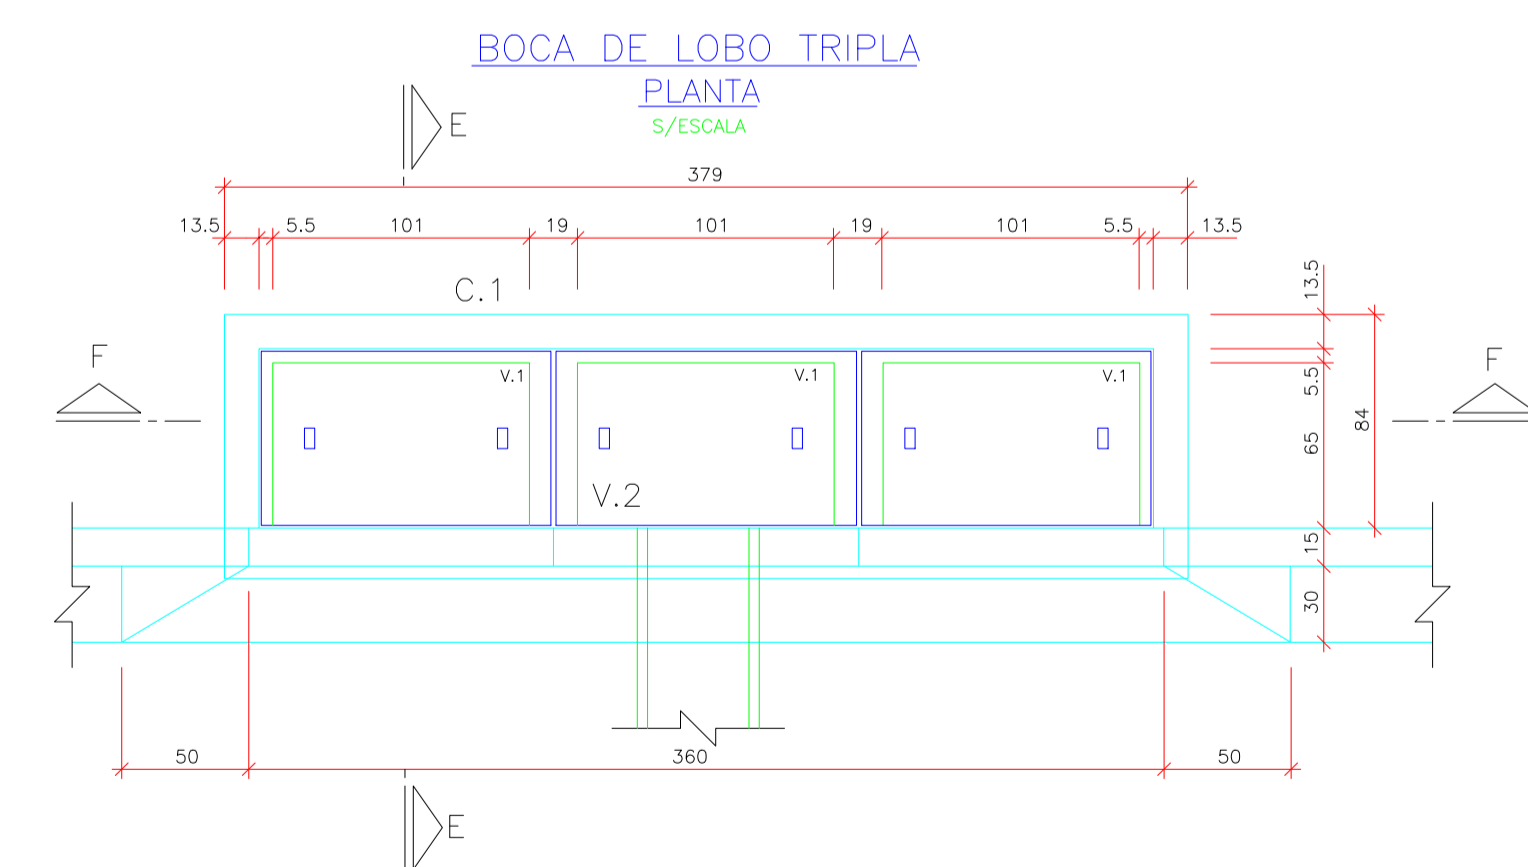 BOCA DE LOBO TRIPLA
PLANTA
S/ESCALA
E
379
13.5 5.5 101 19 101 19 101 5.5 13.5
C.1
13.5
F
F
V.1 V.1 V.1
5.5
84
65
V.2
15
30
50 360 50
E